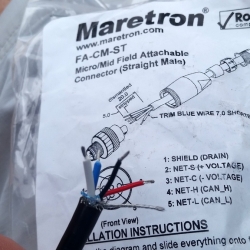 Maretron®
www.maretron.com
FA-CM-ST
Micro/Mid Field Attachable
Connector (Straight Male)
TRIM BLUE WIRE 7.0 SHORTER
1: SHIELD (DRAIN)
2: NET-S (+ VOLTAGE)
3: NET-C (- VOLTAGE)
4: NET-H (CAN_H)
5: NET-L (CAN_L)
(Front View)
INSTALLATION INSTRUCTIONS
the diagram and slide everything onto